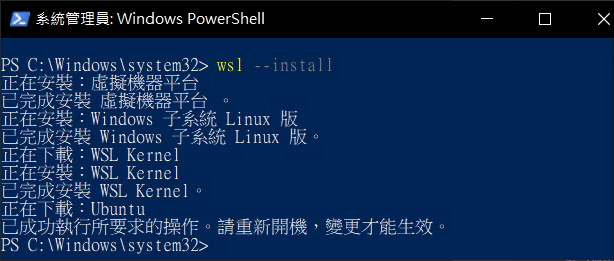 系統管理員: Windows PowerShell
PS C:\Windows\system32> wsl --install
正在安裝：虛擬機器平台
已完成安裝 虛擬機器平台 。
正在安裝：Windows 子系統 Linux 版
已完成安裝 Windows 子系統 Linux 版。
正在下載：WSL Kernel
正在安裝：WSL Kernel
已完成安裝 WSL Kernel。
正在下載：Ubuntu
已成功執行所要求的操作。請重新開機，變更才能生效。
PS C:\Windows\system32>